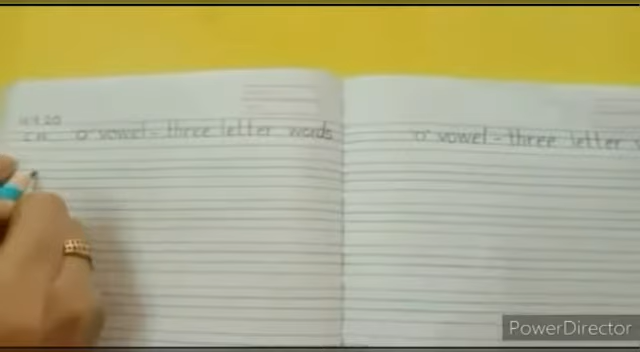 o' vowel - three letter words
o' vowel - three letter
PowerDirector